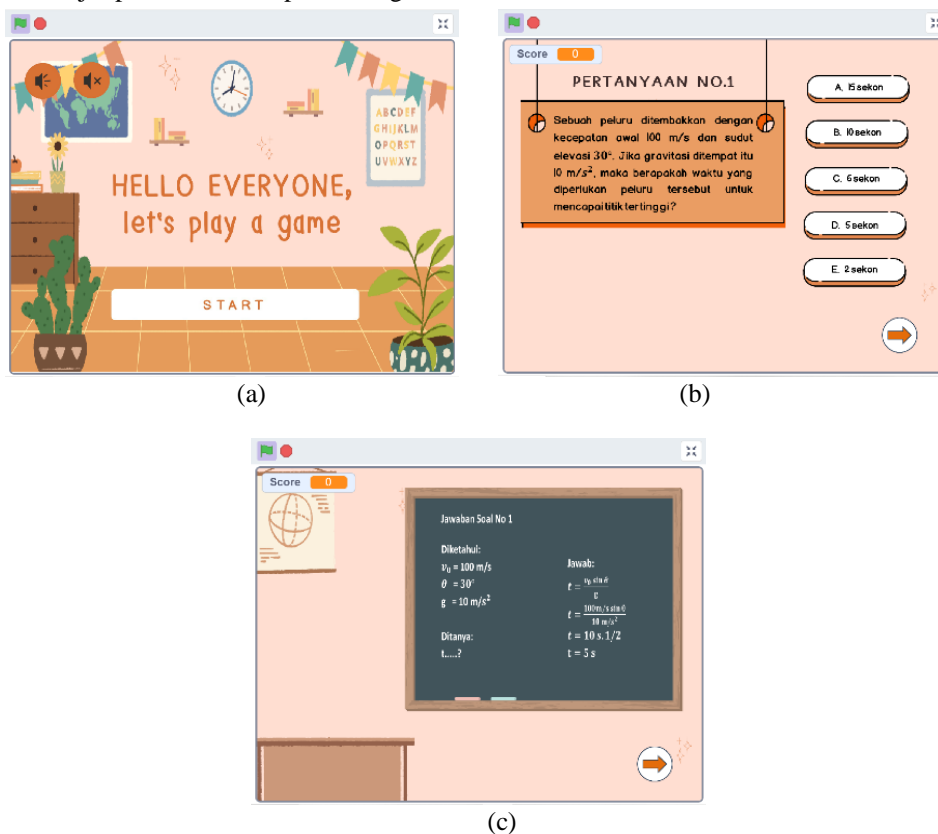 ABCDEF
GHIJKLM
OPQRST
UVWXYZ
HELLO EVERYONE,
let's play a game
START
(a)
Score 0
PERTANYAAN NO.1
Sebuah peluru ditembakkan dengan
kecepatan awal 100 m/s dan sudut
elevasi 30°. Jika gravitasi ditempat itu
10 m/s², maka berapakah waktu yang
diperlukan peluru tersebut untuk
mencapai titik tertinggi?
A. 15 sekon
B. 10 sekon
C. 6 sekon
D. 5 sekon
E. 2 sekon
(b)
Score 0
Jawaban Soal No 1
Diketahui:
v₀ = 100 m/s
θ = 30°
g = 10 m/s²
Ditanya:
t.....?
Jawab:
t = v₀ sin θ / g
t = 100 m/s sin θ / 10 m/s²
t = 10 s. 1/2
t = 5 s
(c)